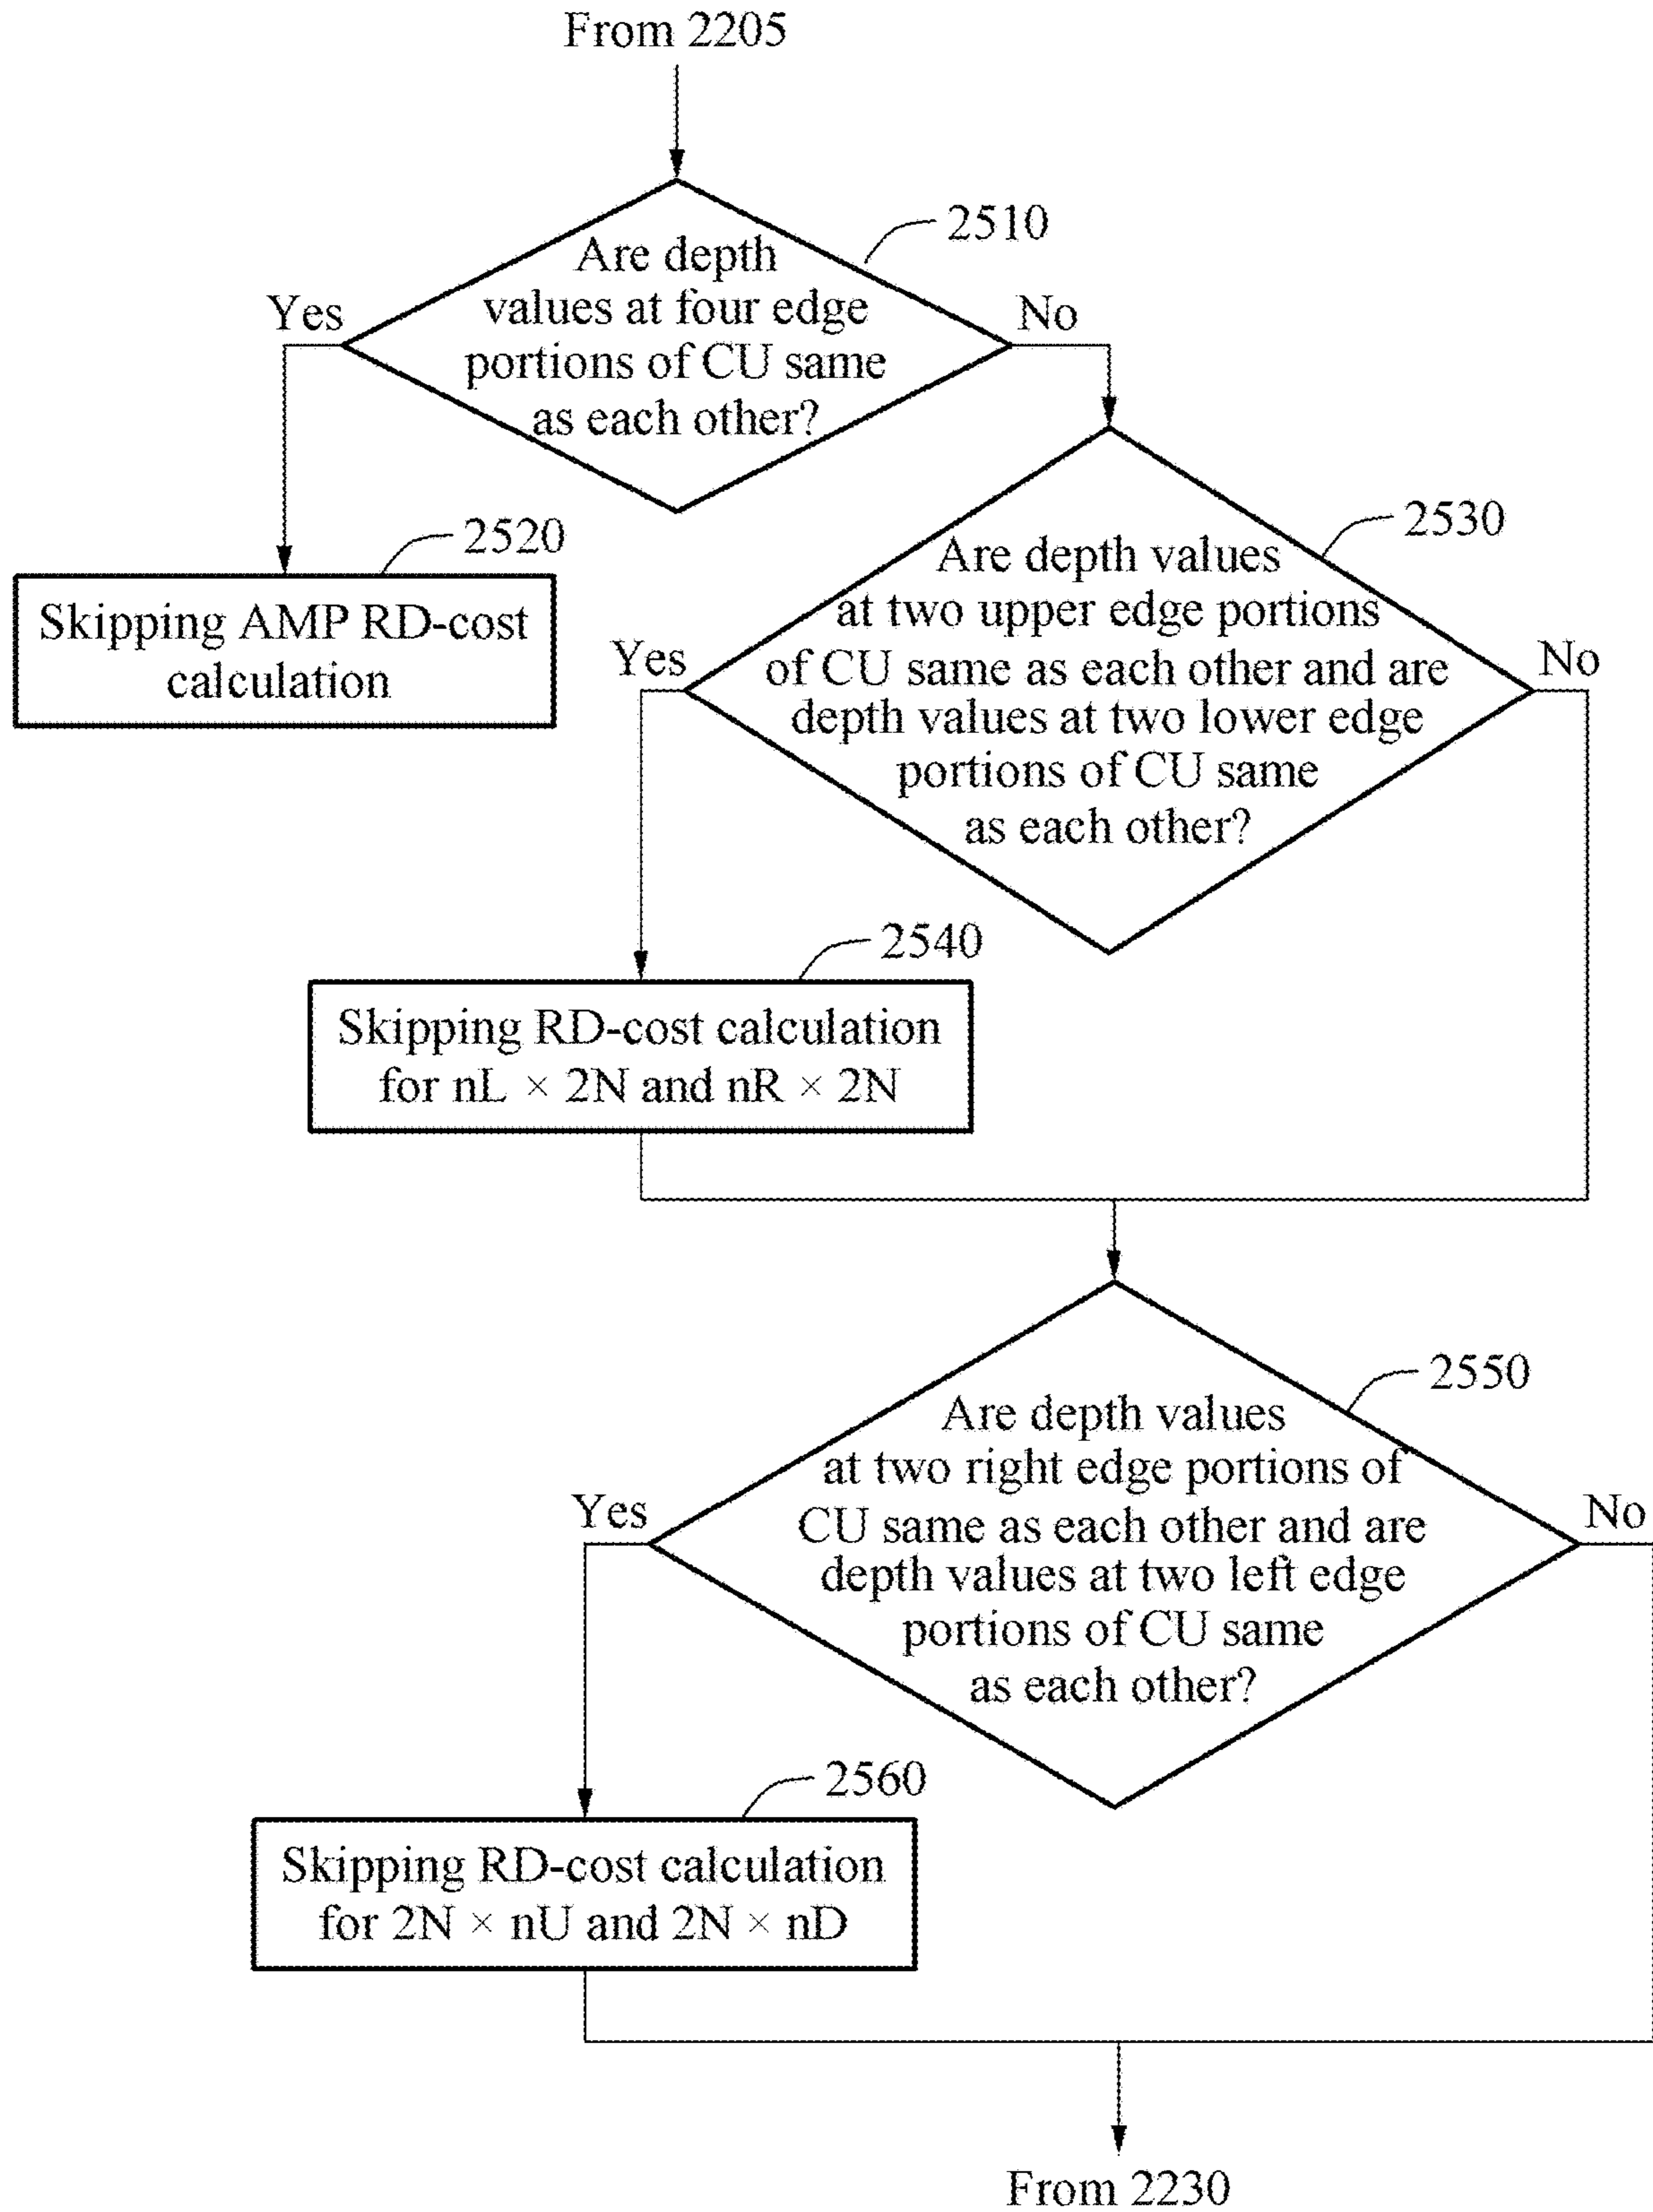 From 2205
2510
Are depth
values at four edge
portions of CU same
as each other?
Yes
No
2520
Skipping AMP RD-cost
calculation
2530
Are depth values
at two upper edge portions
of CU same as each other and are
depth values at two lower edge
portions of CU same
as each other?
Yes
No
2540
Skipping RD-cost calculation
for nL × 2N and nR × 2N
2550
Are depth values
at two right edge portions of
CU same as each other and are
depth values at two left edge
portions of CU same
as each other?
Yes
No
2560
Skipping RD-cost calculation
for 2N × nU and 2N × nD
From 2230